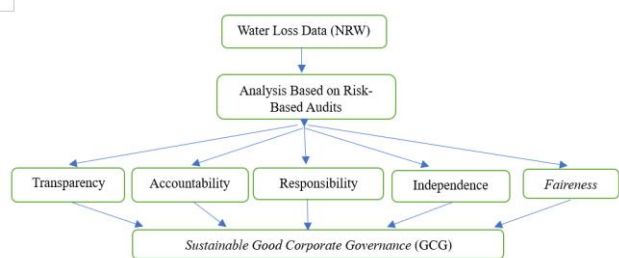 Water Loss Data (NRW)
Analysis Based on Risk-
Based Audits
Transparency
Accountability
Responsibility
Independence
Faireness
Sustainable Good Corporate Governance (GCG)